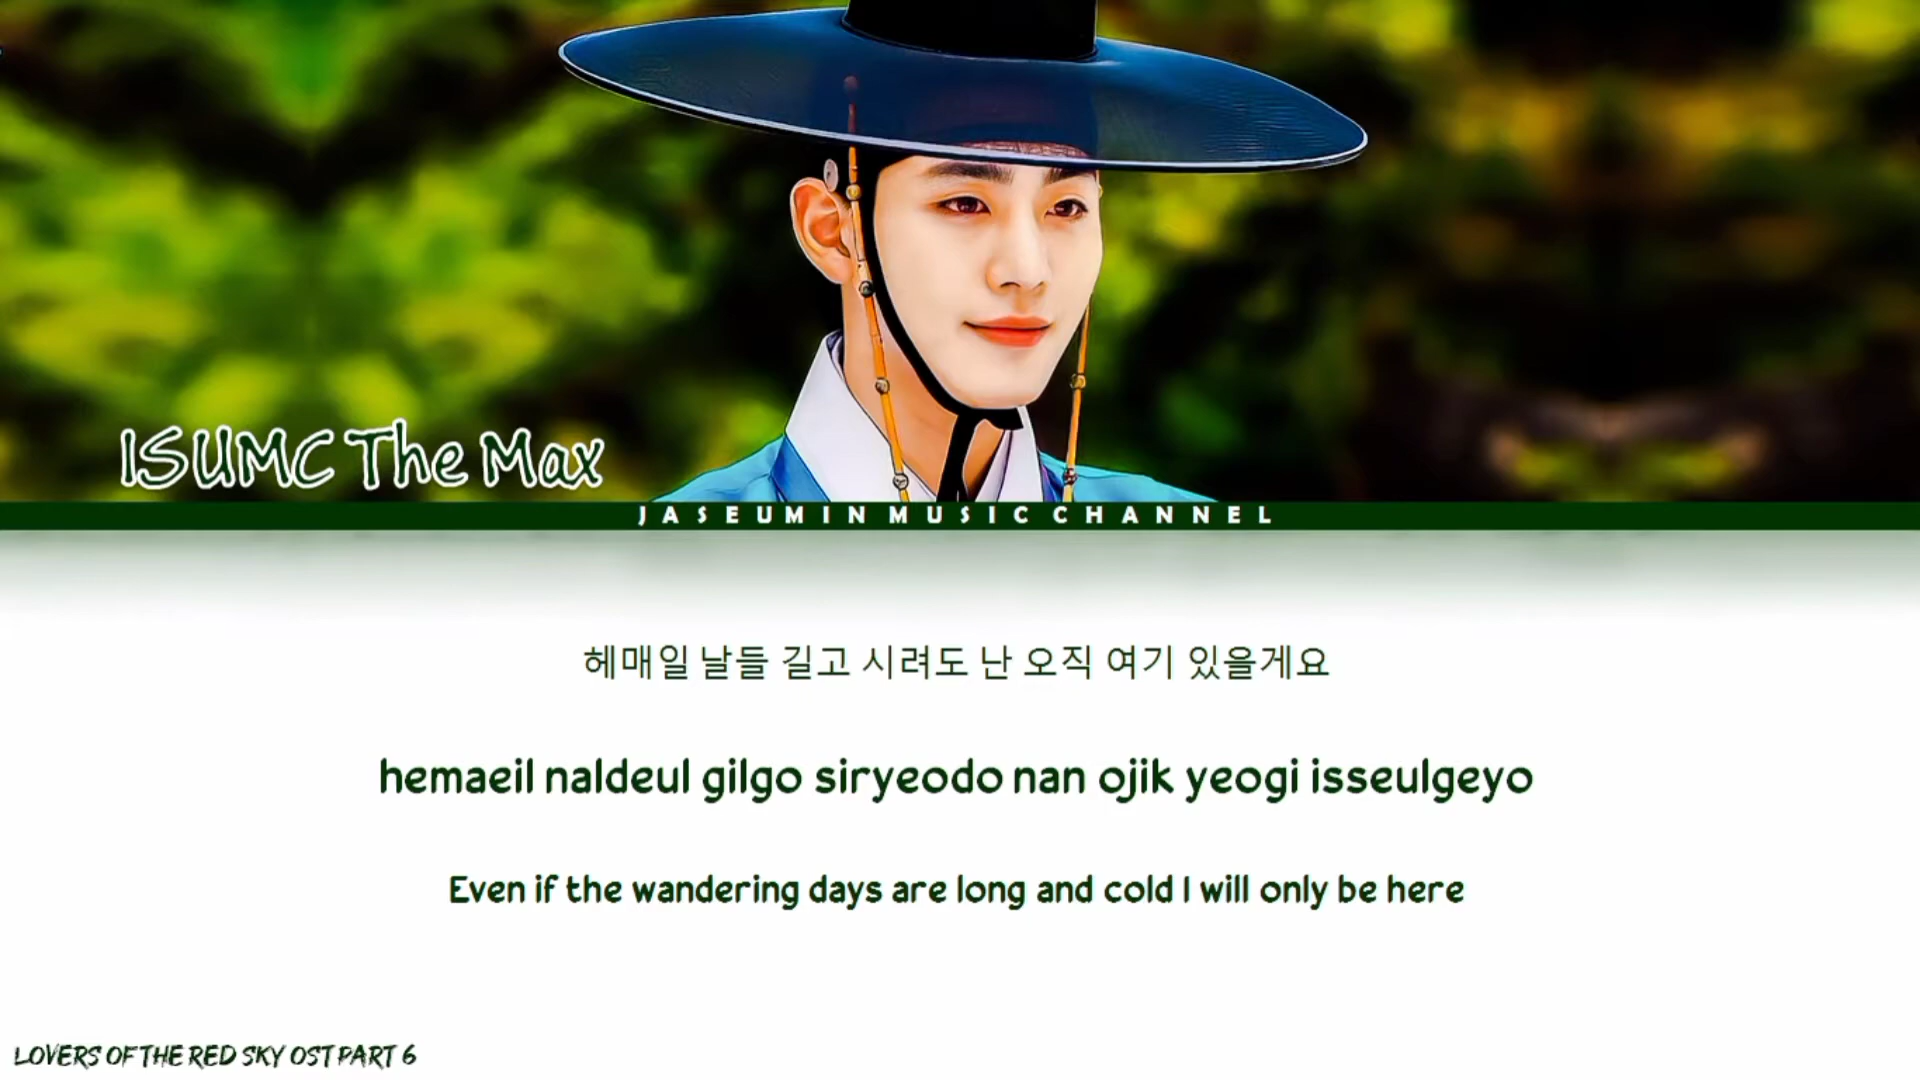 ISUMC The Max
JASEUMIN MUSIC CHANNEL
헤매일 날들 길고 시려도 난 오직 여기 있을게요
hemaeil naldeul gilgo siryeodo nan ojik yeogi isseulgeyo
Even if the wandering days are long and cold I will only be here
LOVERS OF THE RED SKY OST PART 6